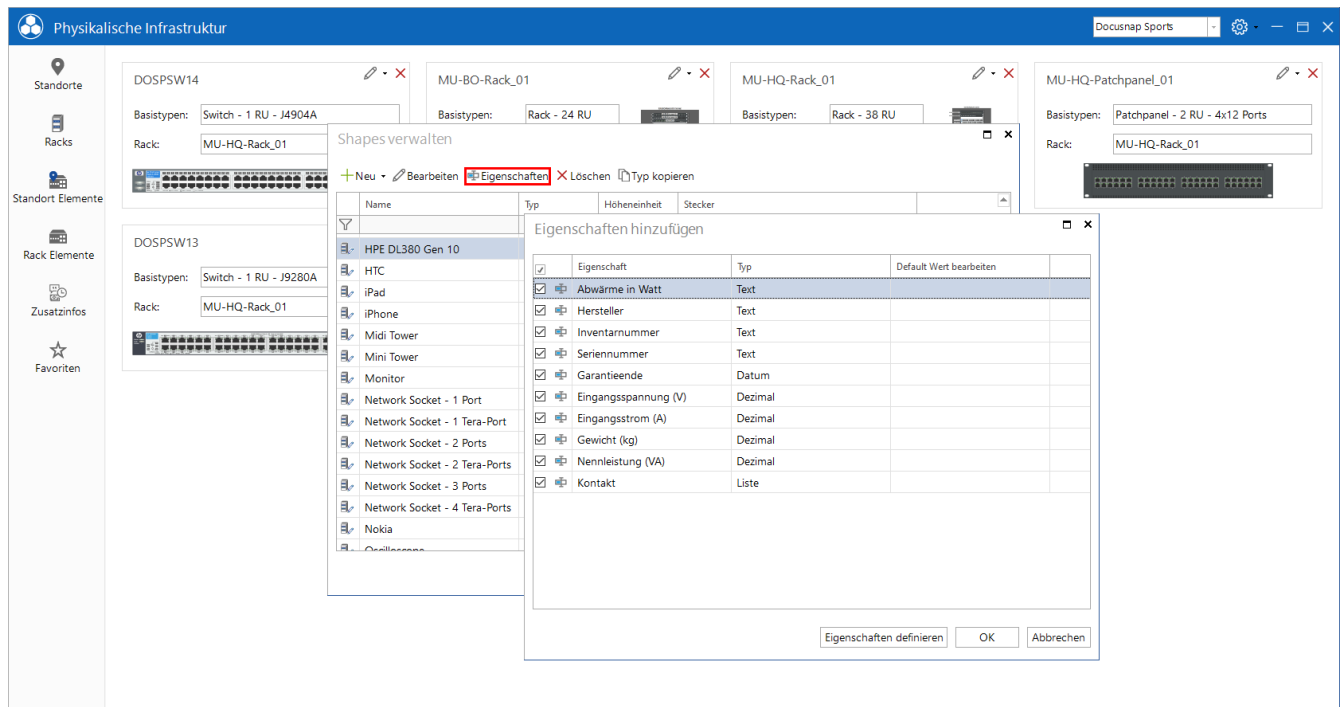 Physikalische Infrastruktur
Docusnap Sports
Standorte
Racks
Standort Elemente
Rack Elemente
Zusatzinfos
Favoriten
DOSPSW14
Basistypen: Switch - 1 RU - J4904A
Rack: MU-HQ-Rack_01
MU-BO-Rack_01
Basistypen: Rack - 24 RU
MU-HQ-Rack_01
Basistypen: Rack - 38 RU
MU-HQ-Patchpanel_01
Basistypen: Patchpanel - 2 RU - 4x12 Ports
Rack: MU-HQ-Rack_01
DOSPSW13
Basistypen: Switch - 1 RU - J9280A
Rack: MU-HQ-Rack_01
Shapes verwalten
Neu Bearbeiten Eigenschaften Löschen Typ kopieren
Name Typ Höheneinheit Stecker
HPE DL380 Gen 10
HTC
iPad
iPhone
Midi Tower
Mini Tower
Monitor
Network Socket - 1 Port
Network Socket - 1 Tera-Port
Network Socket - 2 Ports
Network Socket - 2 Tera-Ports
Network Socket - 3 Ports
Network Socket - 4 Tera-Ports
Nokia
Oscilloscope
Eigenschaften hinzufügen
Eigenschaft Typ Default Wert bearbeiten
Abwärme in Watt Text
Hersteller Text
Inventarnummer Text
Seriennummer Text
Garantieende Datum
Eingangsspannung (V) Dezimal
Eingangsstrom (A) Dezimal
Gewicht (kg) Dezimal
Nennleistung (VA) Dezimal
Kontakt Liste
Eigenschaften definieren OK Abbrechen